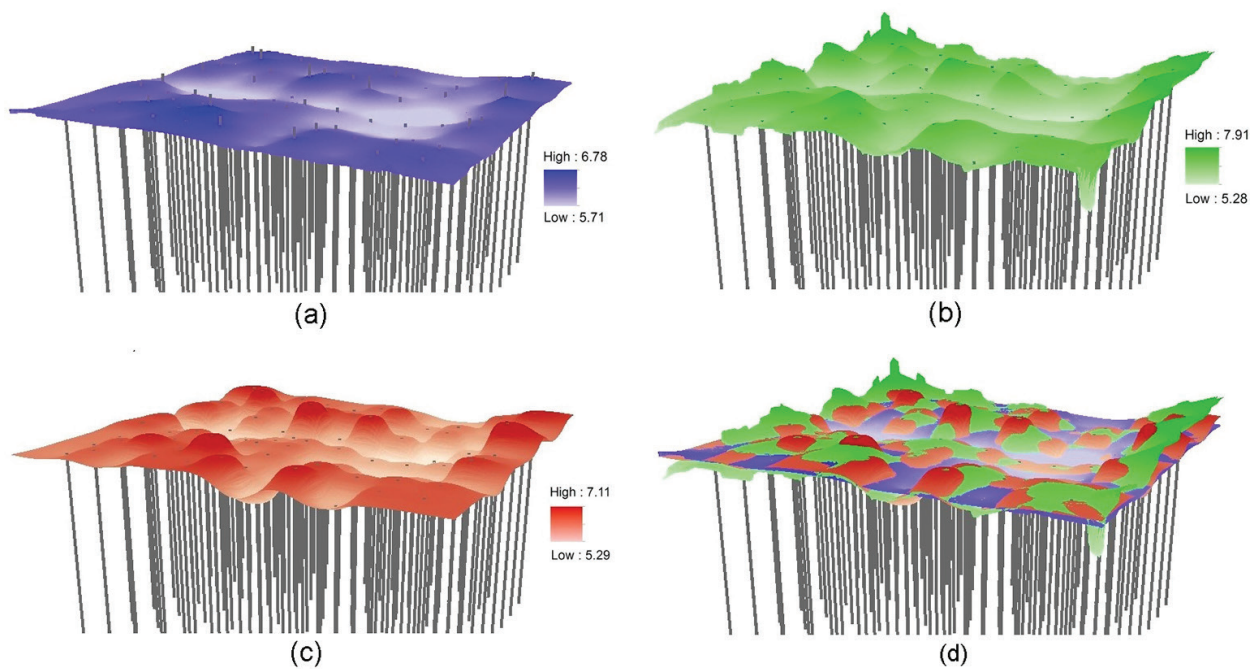 High : 6.78
Low : 5.71
(a)
High : 7.91
Low : 5.28
(b)
High : 7.11
Low : 5.29
(c)
(d)